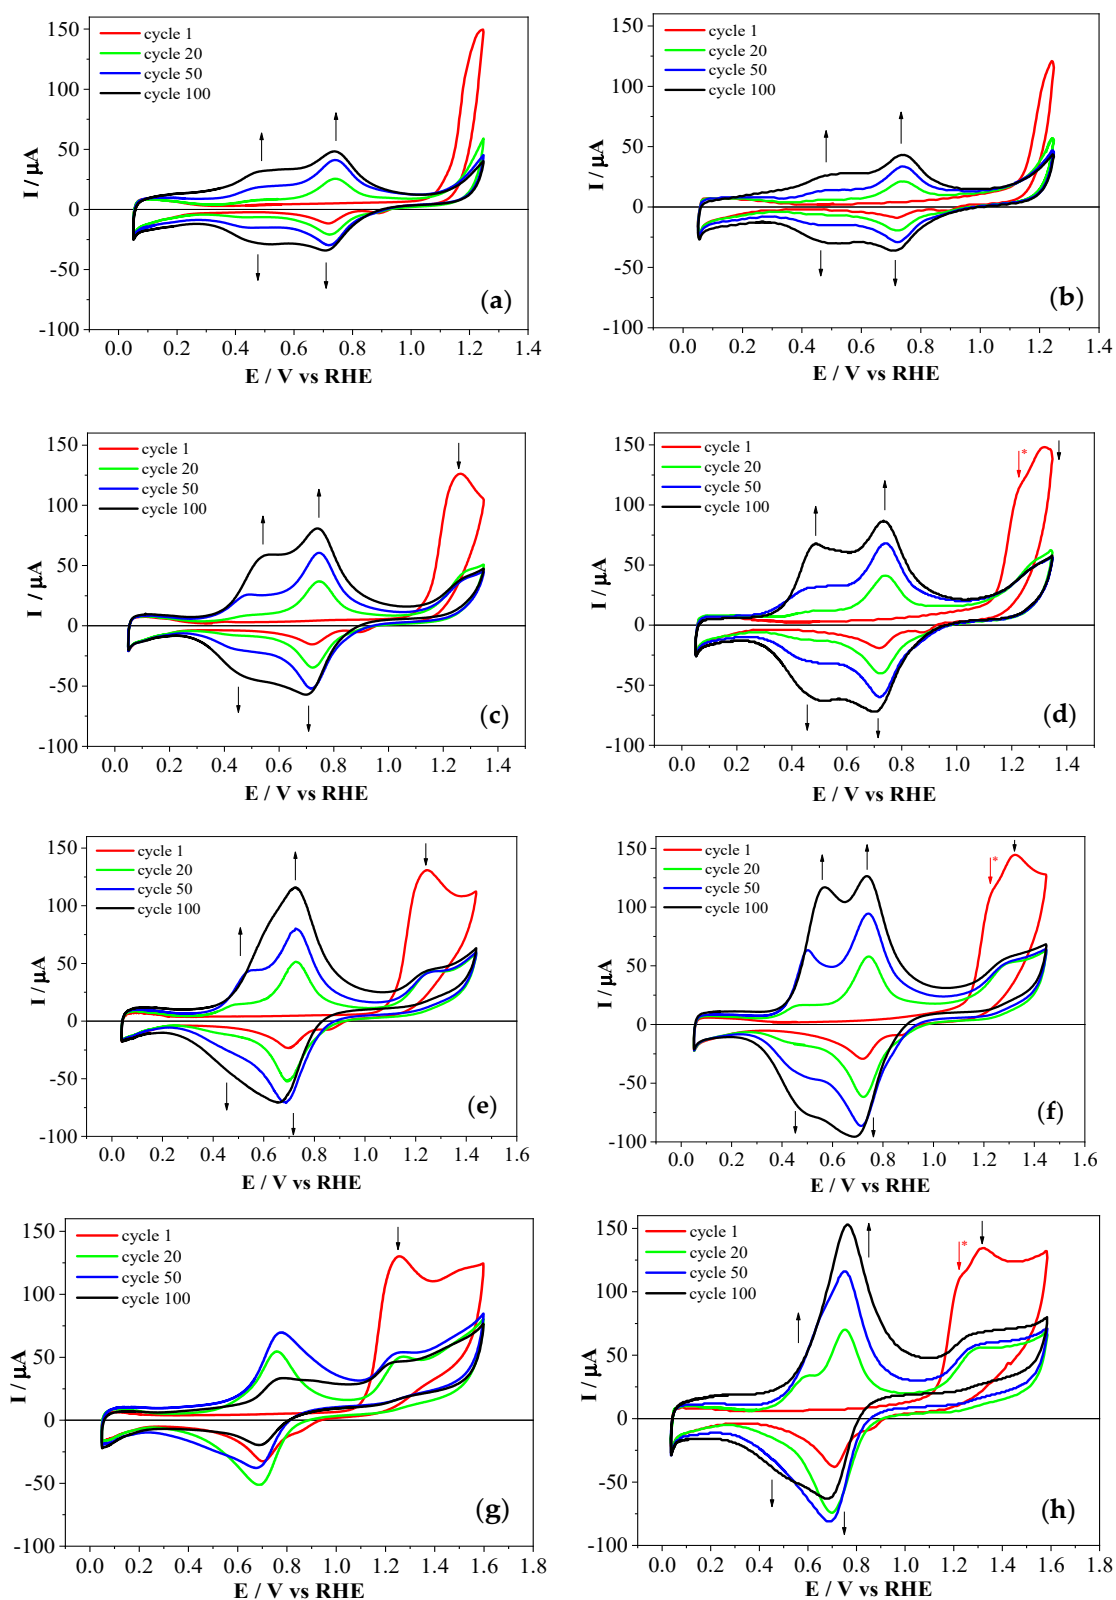 150
100
50
0
-50
-100
I / µA
cycle 1
cycle 20
cycle 50
cycle 100
(a)
0.0 0.2 0.4 0.6 0.8 1.0 1.2 1.4
E / V vs RHE
150
100
50
0
-50
-100
I / µA
cycle 1
cycle 20
cycle 50
cycle 100
(b)
0.0 0.2 0.4 0.6 0.8 1.0 1.2 1.4
E / V vs RHE
150
100
50
0
-50
-100
I / µA
cycle 1
cycle 20
cycle 50
cycle 100
(c)
0.0 0.2 0.4 0.6 0.8 1.0 1.2 1.4
E / V vs RHE
150
100
50
0
-50
-100
I / µA
cycle 1
cycle 20
cycle 50
cycle 100
*
(d)
0.0 0.2 0.4 0.6 0.8 1.0 1.2 1.4
E / V vs RHE
150
100
50
0
-50
-100
I / µA
cycle 1
cycle 20
cycle 50
cycle 100
(e)
0.0 0.2 0.4 0.6 0.8 1.0 1.2 1.4 1.6
E / V vs RHE
150
100
50
0
-50
-100
I / µA
cycle 1
cycle 20
cycle 50
cycle 100
*
(f)
0.0 0.2 0.4 0.6 0.8 1.0 1.2 1.4 1.6
E / V vs RHE
150
100
50
0
-50
-100
I / µA
cycle 1
cycle 20
cycle 50
cycle 100
(g)
0.0 0.2 0.4 0.6 0.8 1.0 1.2 1.4 1.6 1.8
E / V vs RHE
150
100
50
0
-50
-100
I / µA
cycle 1
cycle 20
cycle 50
cycle 100
*
(h)
0.0 0.2 0.4 0.6 0.8 1.0 1.2 1.4 1.6 1.8
E / V vs RHE